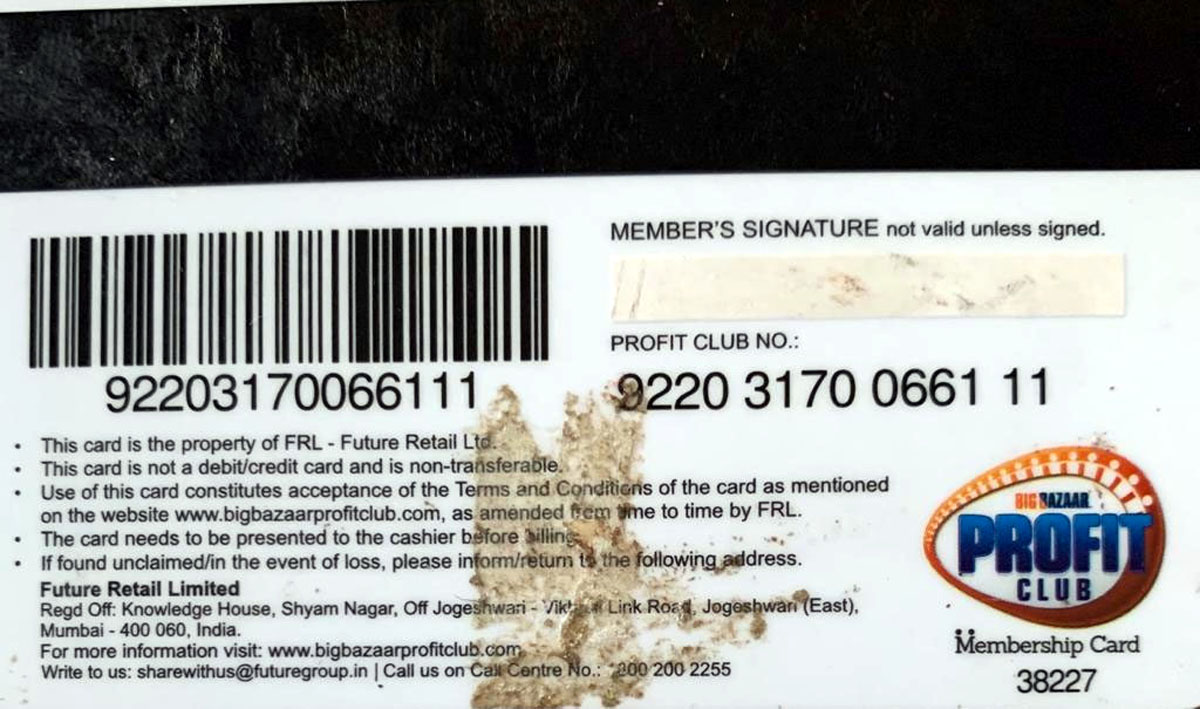 MEMBER'S SIGNATURE not valid unless signed.
PROFIT CLUB NO.:
92203170066111
9220 3170 0661 11
• This card is the property of FRL - Future Retail Ltd.
• This card is not a debit/credit card and is non-transferable.
• Use of this card constitutes acceptance of the Terms and Conditions of the card as mentioned
on the website www.bigbazaarprofitclub.com, as amended from time to time by FRL.
• The card needs to be presented to the cashier before billing.
• If found unclaimed/in the event of loss, please inform/return to the following address.
Future Retail Limited
Regd Off: Knowledge House, Shyam Nagar, Off Jogeshwari - Link Road, Jogeshwari (East),
Mumbai - 400 060, India.
For more information visit: www.bigbazaarprofitclub.com
Write to us: sharewithus@futuregroup.in | Call us on Call Centre No.: 200 2255
BIG BAZAAR
PROFIT
CLUB
Membership Card
38227